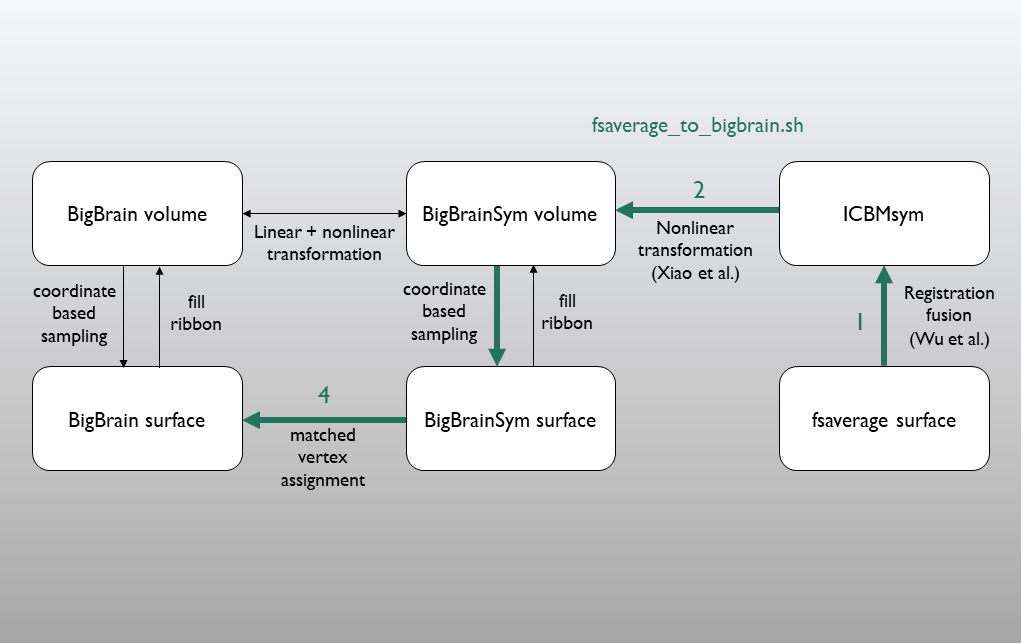 fsaverage_to_bigbrain.sh
BigBrain volume
Linear + nonlinear
transformation
BigBrainSym volume
2
Nonlinear
transformation
(Xiao et al.)
ICBMsym
coordinate
based
sampling
fill
ribbon
coordinate
based
sampling
fill
ribbon
1
Registration
fusion
(Wu et al.)
BigBrain surface
4
matched
vertex
assignment
BigBrainSym surface
fsaverage surface